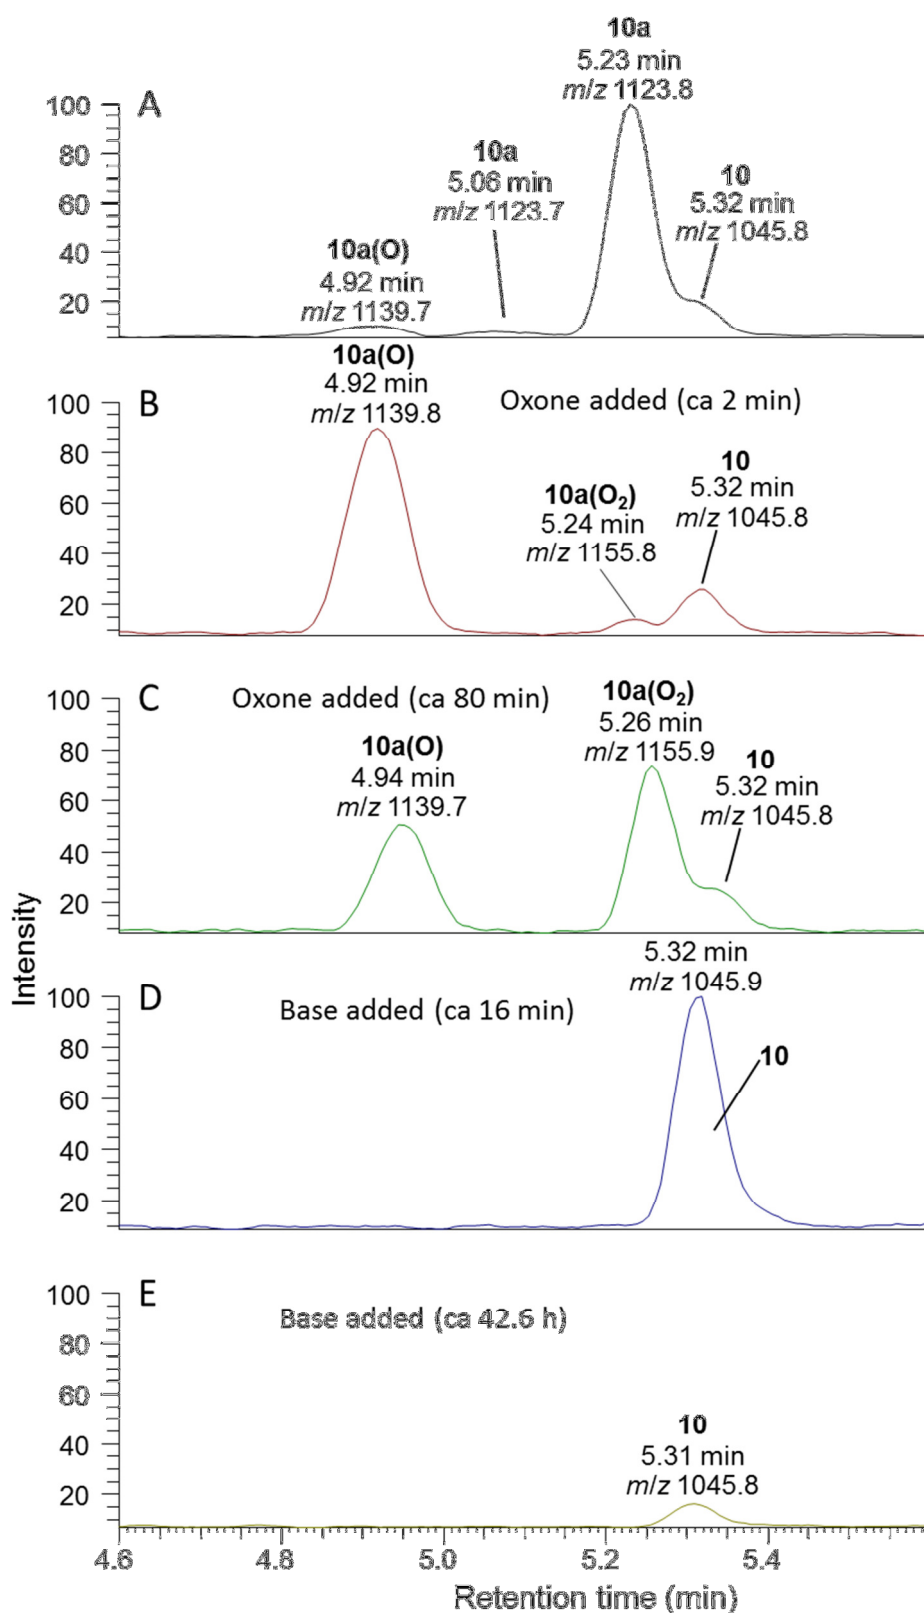 10a
5.23 min
m/z 1123.8
A
10a
5.06 min
m/z 1123.7
10
5.32 min
m/z 1045.8
10a(O)
4.92 min
m/z 1139.7
100
80
60
40
20
10a(O)
4.92 min
m/z 1139.8
B
Oxone added (ca 2 min)
10a(O₂)
5.24 min
m/z 1155.8
10
5.32 min
m/z 1045.8
100
80
60
40
20
C
Oxone added (ca 80 min)
10a(O₂)
5.26 min
m/z 1155.9
10a(O)
4.94 min
m/z 1139.7
10
5.32 min
m/z 1045.8
100
80
60
40
20
Intensity
5.32 min
m/z 1045.9
D
Base added (ca 16 min)
10
100
80
60
40
20
E
Base added (ca 42.6 h)
10
5.31 min
m/z 1045.8
100
80
60
40
20
4.6 4.8 5.0 5.2 5.4
Retention time (min)